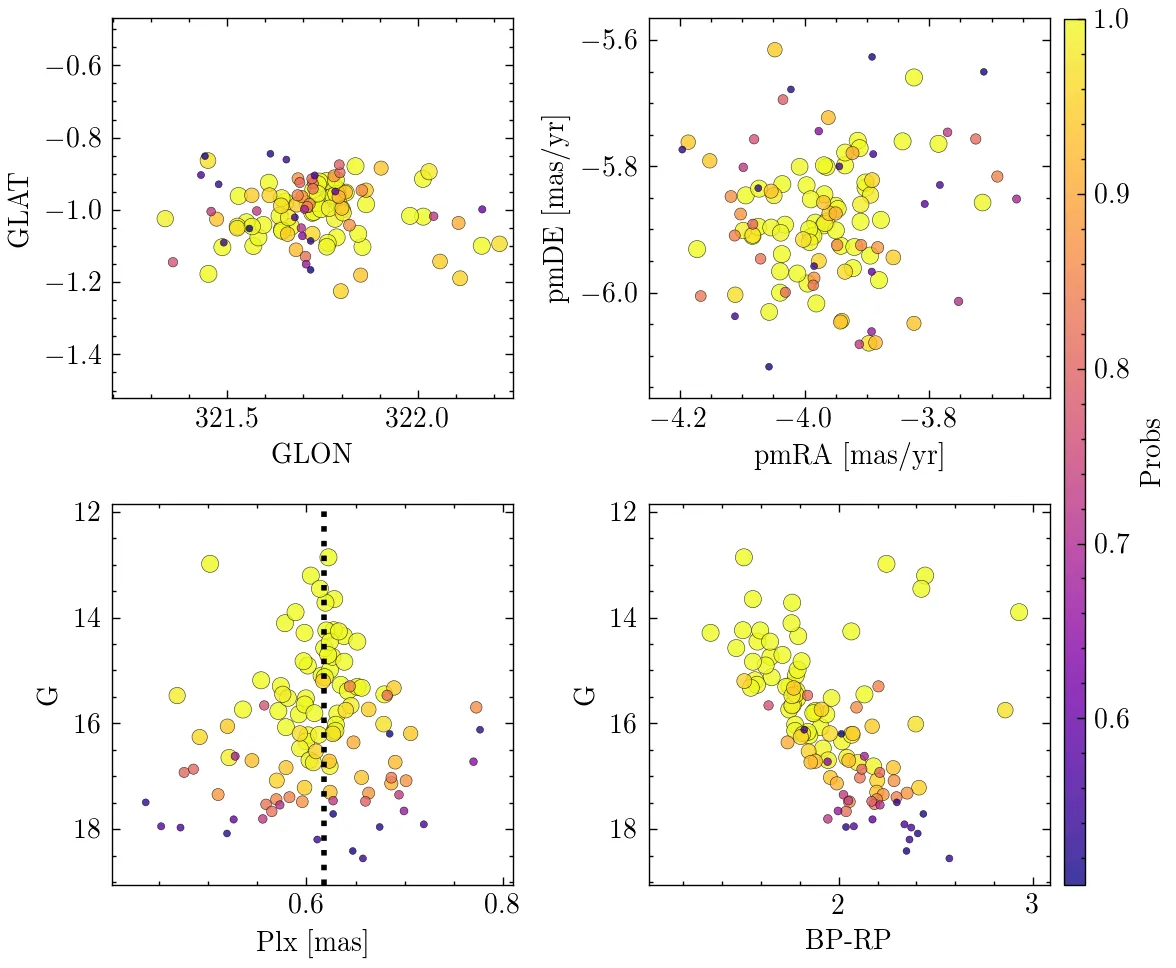 −0.6
−0.8
−1.0
−1.2
−1.4
GLAT
321.5 322.0
GLON
−5.6
−5.8
−6.0
pmDE [mas/yr]
−4.2 −4.0 −3.8
pmRA [mas/yr]
12
14
16
18
G
0.6 0.8
Plx [mas]
12
14
16
18
G
2 3
BP-RP
1.0
0.9
0.8
0.7
0.6
Probs